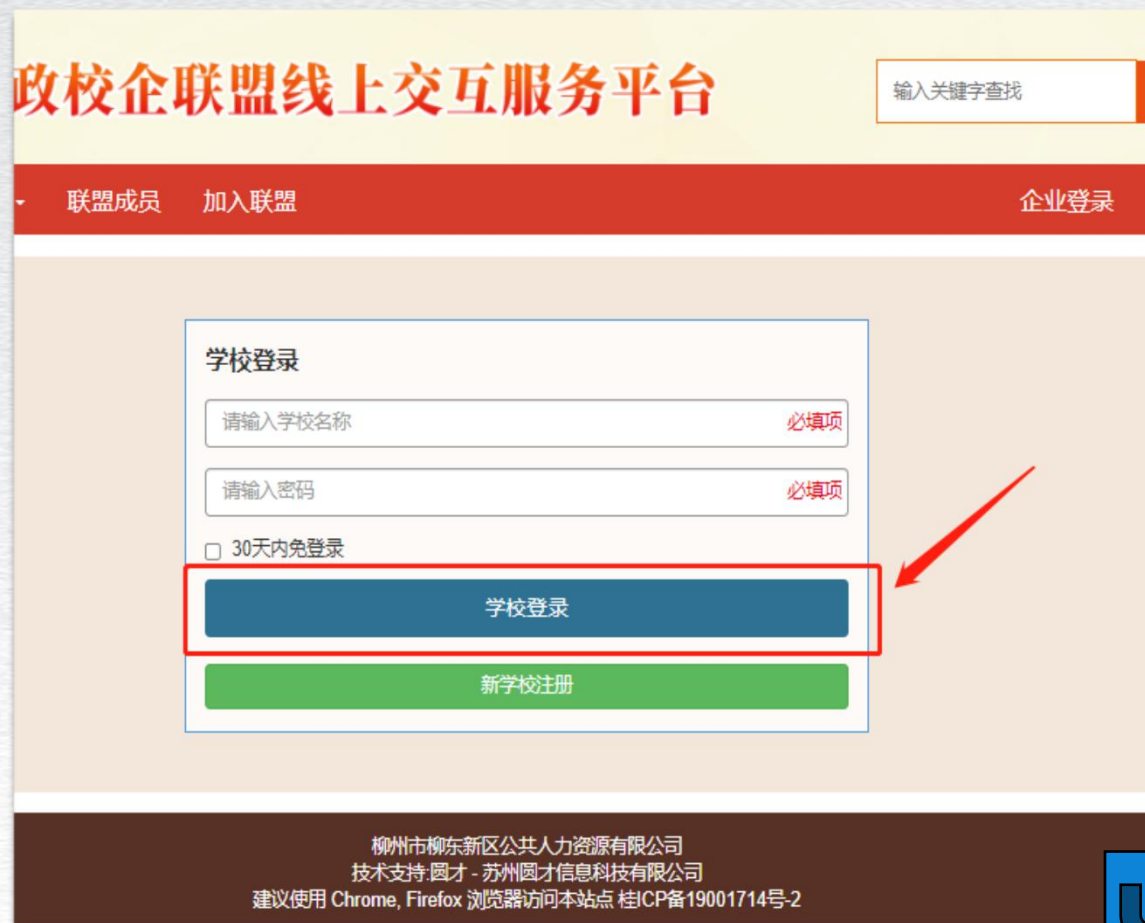 政校企联盟线上交互服务平台
输入关键字查找
联盟成员 加入联盟 企业登录
学校登录
请输入学校名称 必填项
请输入密码 必填项
30天内免登录
学校登录
新学校注册
柳州市柳东新区公共人力资源有限公司
技术支持:圆才 - 苏州圆才信息科技有限公司
建议使用 Chrome, Firefox 浏览器访问本站点 桂ICP备19001714号-2